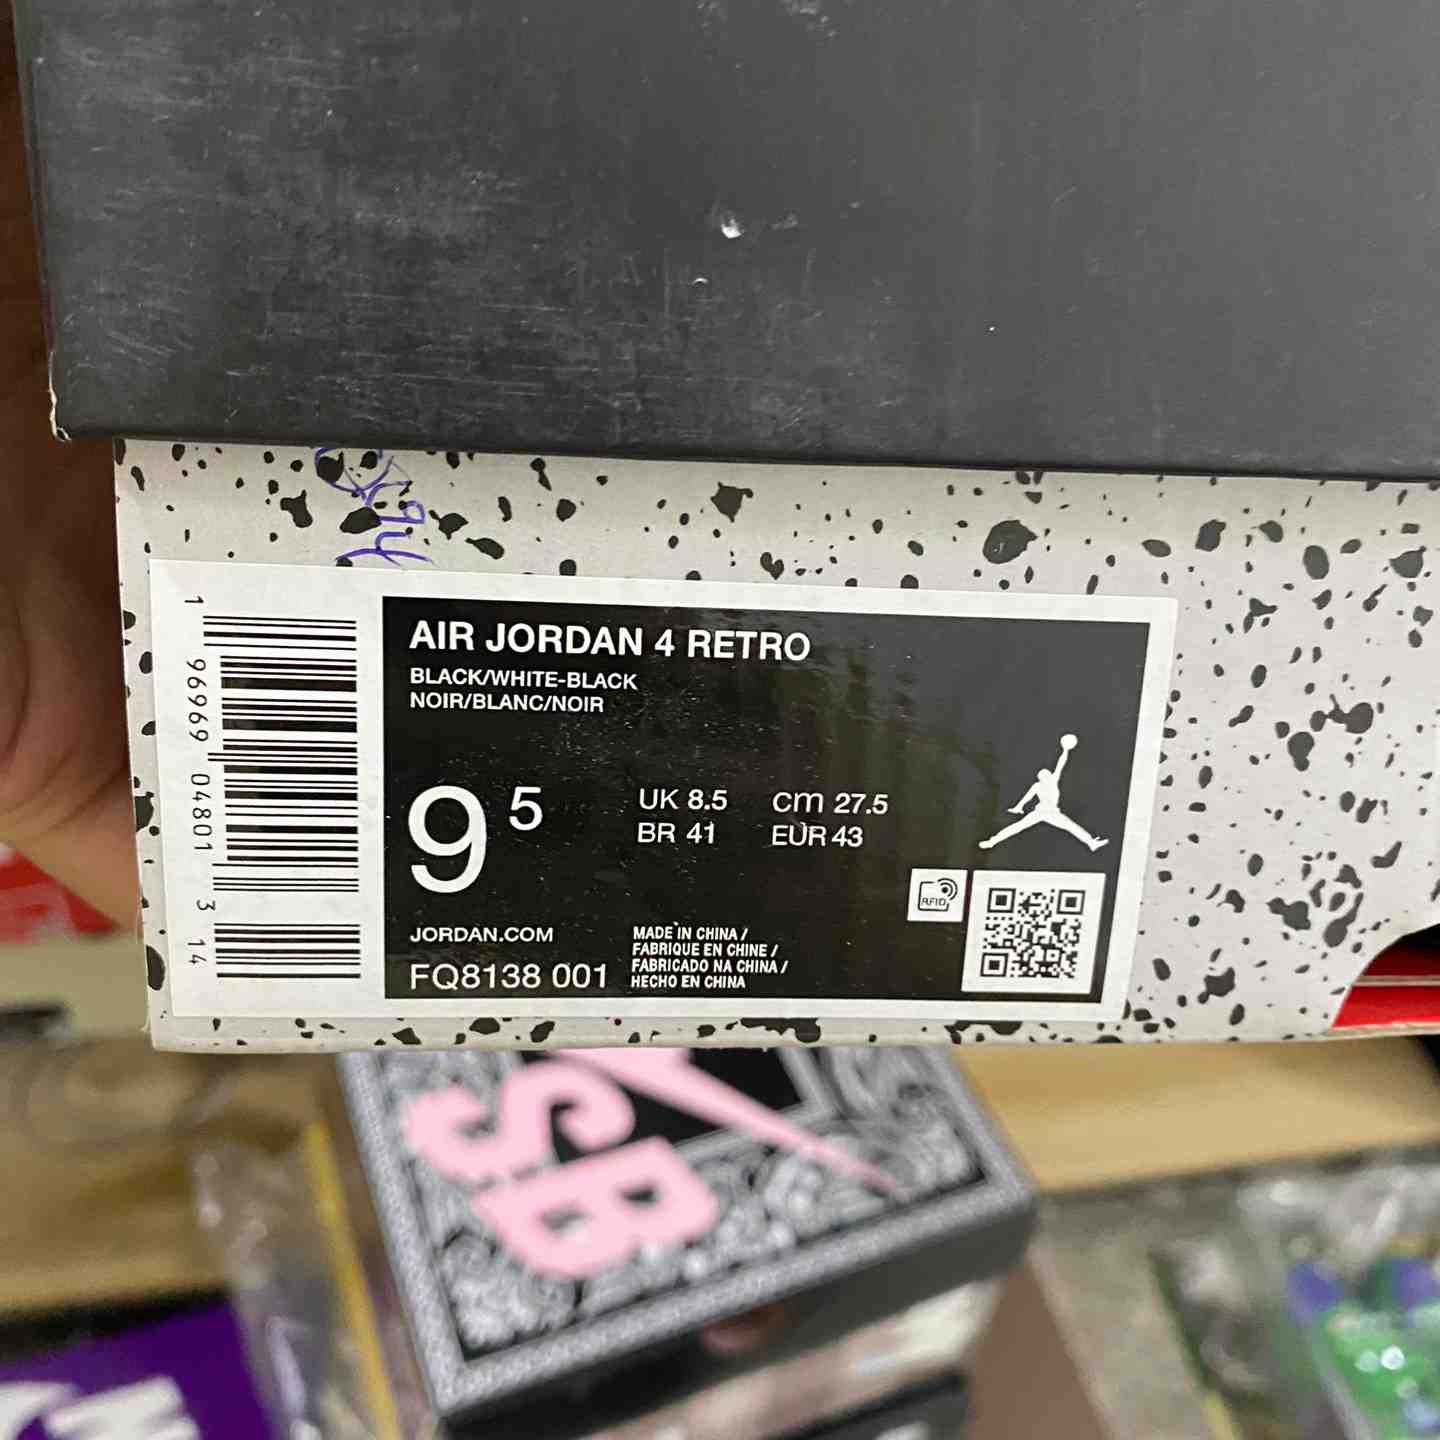 AIR JORDAN 4 RETRO
BLACK/WHITE-BLACK
NOIR/BLANC/NOIR
9 5
UK 8.5 cm 27.5
BR 41 EUR 43
RFID
JORDAN.COM
FQ8138 001
MADE IN CHINA /
FABRIQUE EN CHINE /
FABRICADO NA CHINA /
HECHO EN CHINA
1 96969 04801 3 14
SB